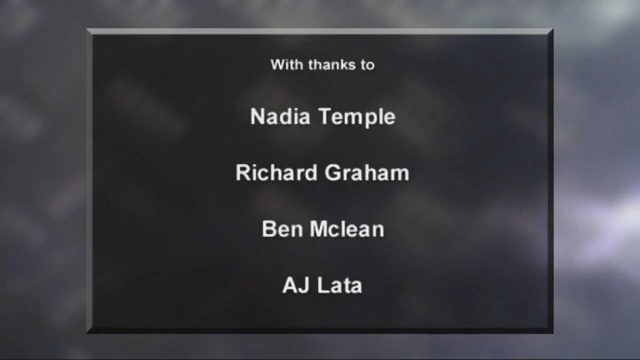 With thanks to
Nadia Temple
Richard Graham
Ben Mclean
AJ Lata